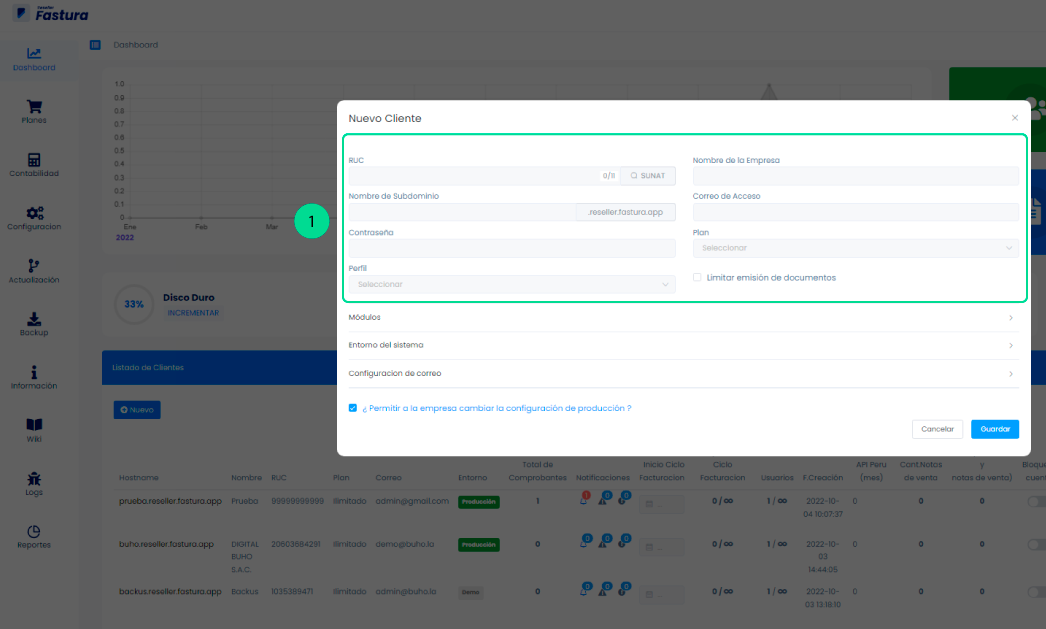 reseller
Fastura
Dashboard
Dashboard
Planes
Contabilidad
Configuracion
Actualización
Backup
Información
Wiki
Logs
Reportes
1.0
0.9
0.8
0.7
0.6
0.5
0.4
0.3
0.2
0.1
0
Ene Feb Mar
2022
33%
Disco Duro
INCREMENTAR
Listado de Clientes
Nuevo
1
Nuevo Cliente ×
RUC Nombre de la Empresa
0/11 SUNAT
Nombre de Subdominio Correo de Acceso
.reseller.fastura.app
Contraseña Plan
Seleccionar
Perfil
Seleccionar Limitar emisión de documentos
Módulos
Entorno del sistema
Configuracion de correo
¿ Permitir a la empresa cambiar la configuración de producción ?
Cancelar Guardar
Total de Inicio Ciclo Ciclo API Peru Cont.Notas y Bloque
Hostname Nombre RUC Plan Correo Entorno Comprobantes Notificaciones Facturacion Facturacion Usuarios F.Creación (mes) de venta notas de venta) cuen
prueba.reseller.fastura.app Prueba 99999999999 Ilimitado admin@gmail.com Producción 1 1 0 0 0 / ∞ 1 / ∞ 2022-10- 0 0 0
04 10:07:37
buho.reseller.fastura.app DIGITAL 20603684291 Ilimitado demo@buho.la Producción 0 0 0 0 0 / ∞ 1 / ∞ 2022-10- 0 0 0
BUHO 03
S.A.C. 14:44:05
backus.reseller.fastura.app Backus 1035389471 Ilimitado admin@buho.la Demo 0 0 0 0 0 / ∞ 1 / ∞ 2022-10- 0 0 0
03 13:19:10